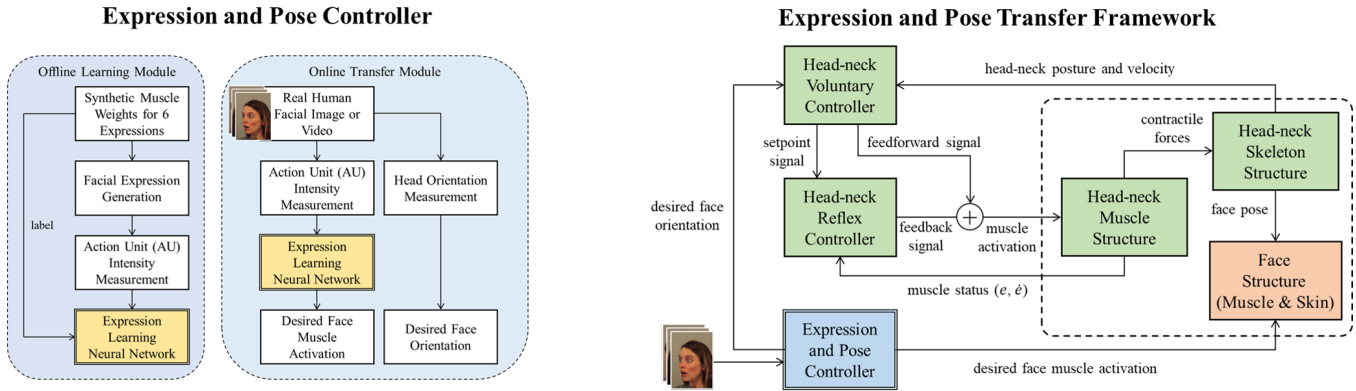 Expression and Pose Controller
Offline Learning Module
Synthetic Muscle
Weights for 6
Expressions
Facial Expression
Generation
label
Action Unit (AU)
Intensity
Measurement
Expression
Learning
Neural Network
Online Transfer Module
Real Human
Facial Image or
Video
Action Unit (AU)
Intensity
Measurement
Head Orientation
Measurement
Expression
Learning
Neural Network
Desired Face
Muscle
Activation
Desired Face
Orientation
Expression and Pose Transfer Framework
Head-neck
Voluntary
Controller
head-neck posture and velocity
setpoint
signal
feedforward signal
contractile
forces
Head-neck
Skeleton
Structure
desired face
orientation
Head-neck
Reflex
Controller
feedback
signal
+
muscle
activation
Head-neck
Muscle
Structure
face pose
muscle status (e, ė)
Face
Structure
(Muscle & Skin)
Expression
and Pose
Controller
desired face muscle activation